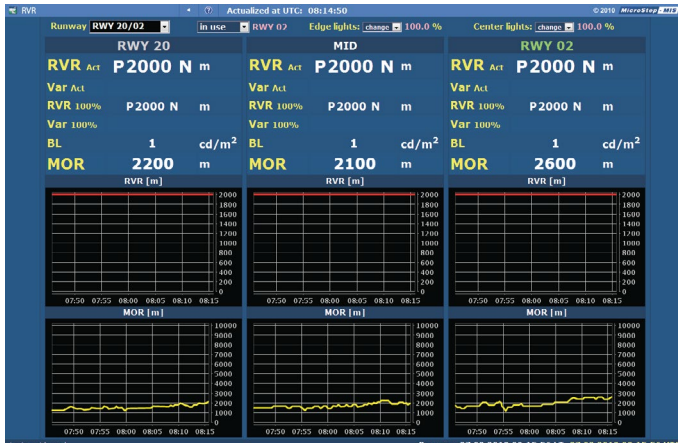 RVR Actualized at UTC: 08:14:50 © 2010 MicroStep-MIS
Runway RWY 20/02 in use RWY 02 Edge lights: change 100.0 % Center lights: change 100.0 %
RWY 20 MID RWY 02
RVR Act P2000 N m RVR Act P2000 N m RVR Act P2000 N m
Var Act Var Act Var Act
RVR 100% P2000 N m RVR 100% P2000 N m RVR 100% P2000 N m
Var 100% Var 100% Var 100%
BL 1 cd/m² BL 1 cd/m² BL 1 cd/m²
MOR 2200 m MOR 2100 m MOR 2600 m
RVR [m] RVR [m] RVR [m]
2000 2000 2000
1800 1800 1800
1600 1600 1600
1400 1400 1400
1200 1200 1200
1000 1000 1000
800 800 800
600 600 600
400 400 400
200 200 200
0 0 0
07:50 07:55 08:00 08:05 08:10 08:15 07:50 07:55 08:00 08:05 08:10 08:15 07:50 07:55 08:00 08:05 08:10 08:15
MOR [m] MOR [m] MOR [m]
10000 10000 10000
9000 9000 9000
8000 8000 8000
7000 7000 7000
6000 6000 6000
5000 5000 5000
4000 4000 4000
3000 3000 3000
2000 2000 2000
1000 1000 1000
0 0 0
07:50 07:55 08:00 08:05 08:10 08:15 07:50 07:55 08:00 08:05 08:10 08:15 07:50 07:55 08:00 08:05 08:10 08:15